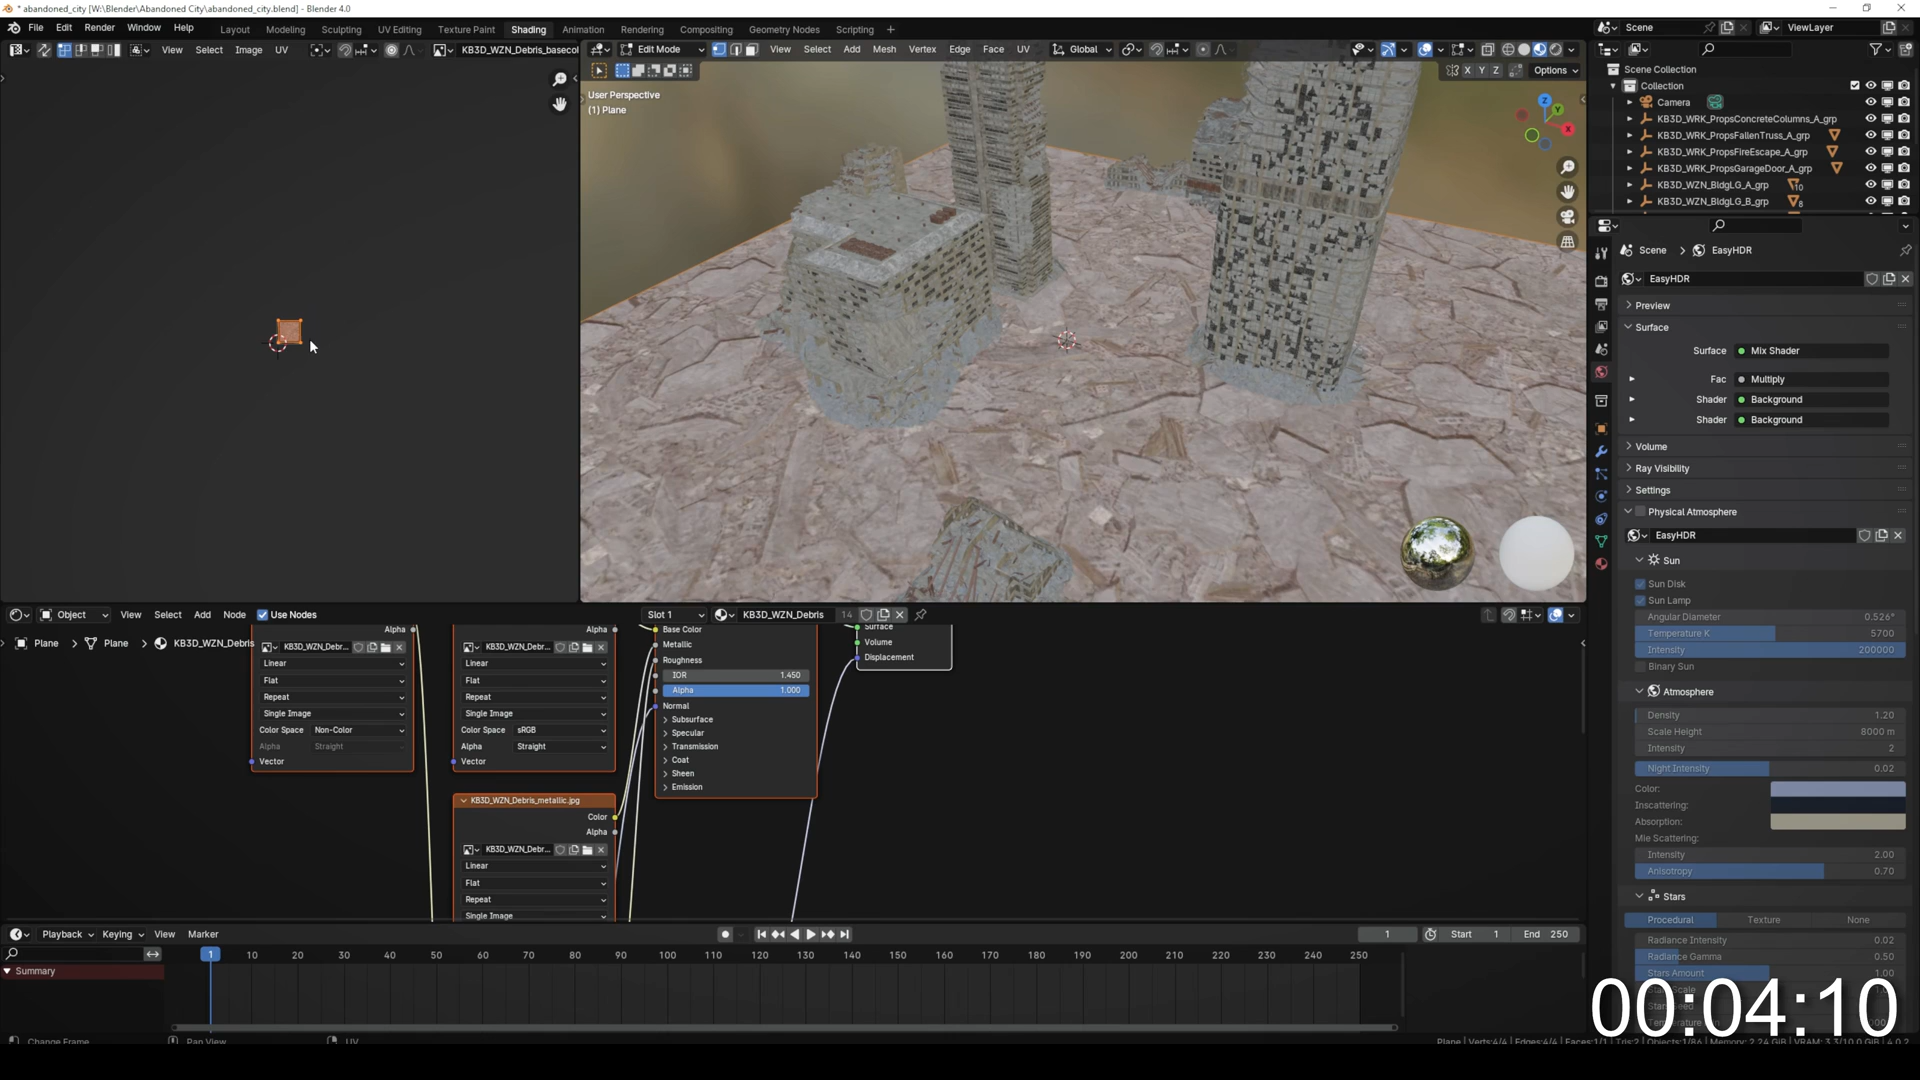 * abandoned_city [W:\Blender\Abandoned City\abandoned_city.blend] - Blender 4.0
File Edit Render Window Help Layout Modeling Sculpting UV Editing Texture Paint Shading Animation Rendering Compositing Geometry Nodes Scripting + Scene ViewLayer
View Select Image UV KB3D_WZN_Debris_basecol Edit Mode View Select Add Mesh Vertex Edge Face UV Global
X Y Z Options
User Perspective
(1) Plane
Z
Y
X
Scene Collection
Collection
Camera
KB3D_WRK_PropsConcreteColumns_A_grp
KB3D_WRK_PropsFallenTruss_A_grp
KB3D_WRK_PropsFireEscape_A_grp
KB3D_WRK_PropsGarageDoor_A_grp
KB3D_WZN_BldgLG_A_grp 10
KB3D_WZN_BldgLG_B_grp 8
Scene > EasyHDR
EasyHDR
Preview
Surface
Surface Mix Shader
Fac Multiply
Shader Background
Shader Background
Volume
Ray Visibility
Settings
Physical Atmosphere
EasyHDR
Sun
Sun Disk
Sun Lamp
Angular Diameter 0.526°
Temperature K 5700
Intensity 200000
Binary Sun
Atmosphere
Density 1.20
Scale Height 8000 m
Intensity 2
Night Intensity 0.02
Color:
Inscattering:
Absorption:
Mie Scattering:
Intensity 2.00
Anisotropy 0.70
Stars
Procedural Texture None
Radiance Intensity 0.02
Radiance Gamma 0.50
Stars Amount 1.00
00:04:10
Object View Select Add Node Use Nodes Slot 1 KB3D_WZN_Debris 14
Plane > Plane > KB3D_WZN_Debris
Alpha
KB3D_WZN_Debr...
Linear
Flat
Repeat
Single Image
Color Space Non-Color
Alpha Straight
Vector
Alpha
KB3D_WZN_Debr...
Linear
Flat
Repeat
Single Image
Color Space sRGB
Alpha Straight
Vector
KB3D_WZN_Debris_metallic.jpg
Color
Alpha
KB3D_WZN_Debr...
Linear
Flat
Repeat
Single Image
Base Color
Metallic
Roughness
IOR 1.450
Alpha 1.000
Normal
Subsurface
Specular
Transmission
Coat
Sheen
Emission
Surface
Volume
Displacement
Playback Keying View Marker 1 Start 1 End 250
1 10 20 30 40 50 60 70 80 90 100 110 120 130 140 150 160 170 180 190 200 210 220 230 240 250
Summary
Change Frame Pan View UV